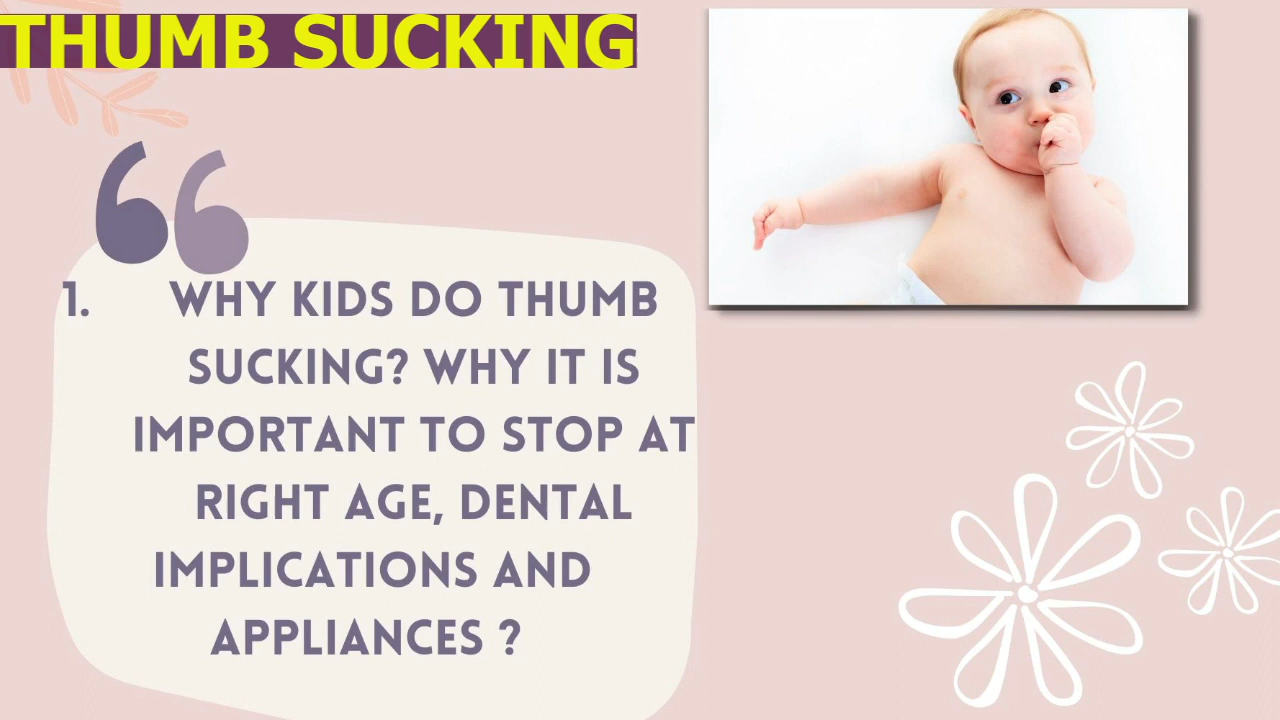 THUMB SUCKING
1. WHY KIDS DO THUMB
SUCKING? WHY IT IS
IMPORTANT TO STOP AT
RIGHT AGE, DENTAL
IMPLICATIONS AND
APPLIANCES ?